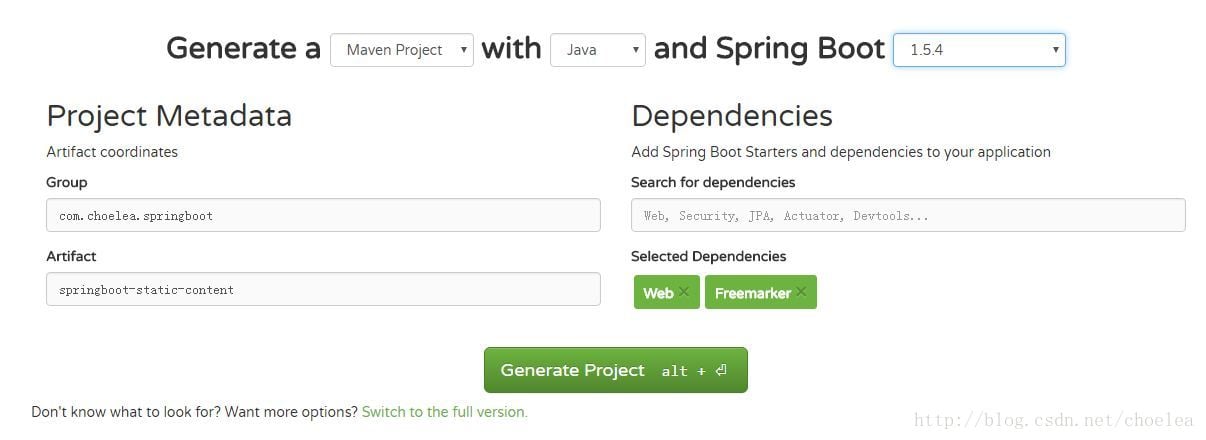 Generate a Maven Project with Java and Spring Boot 1.5.4
Project Metadata
Artifact coordinates
Group
com.choelea.springboot
Artifact
springboot-static-content
Dependencies
Add Spring Boot Starters and dependencies to your application
Search for dependencies
Web, Security, JPA, Actuator, Devtools...
Selected Dependencies
Web × Freemarker ×
Generate Project alt + ⏎
Don't know what to look for? Want more options? Switch to the full version.
http://blog.csdn.net/choelea